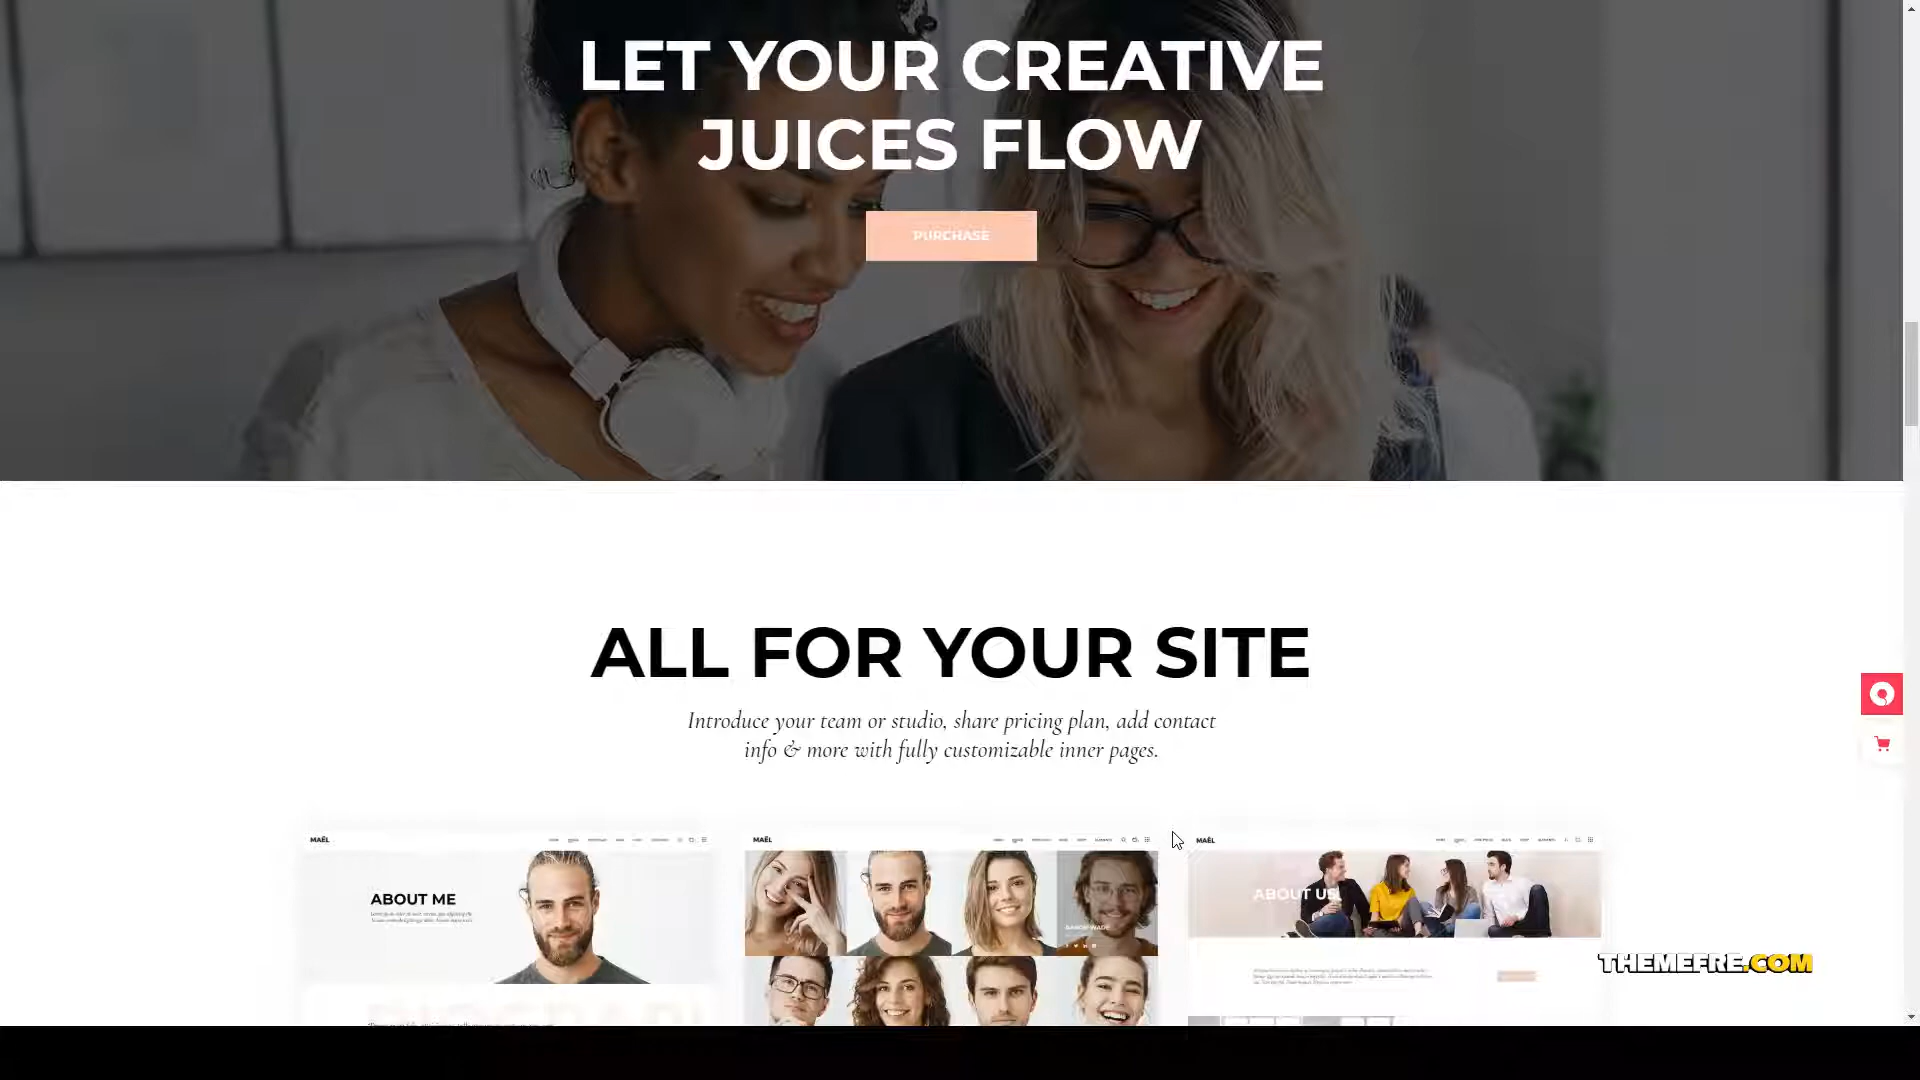 LET YOUR CREATIVE
JUICES FLOW
PURCHASE
ALL FOR YOUR SITE
Introduce your team or studio, share pricing plan, add contact
info & more with fully customizable inner pages.
MAËL
MAËL
MAËL
ABOUT ME
ABOUT US
THEMEFRE.COM